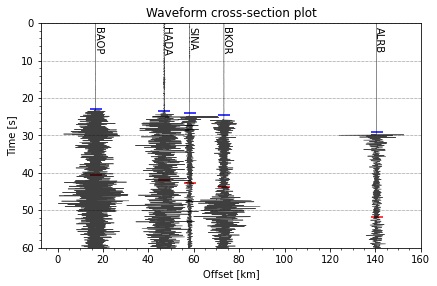 Waveform cross-section plot
0
10
20
30
40
50
60
Time [s]
BAOP
HADA
SINA
BKOR
ALRB
0
20
40
60
80
100
120
140
160
Offset [km]